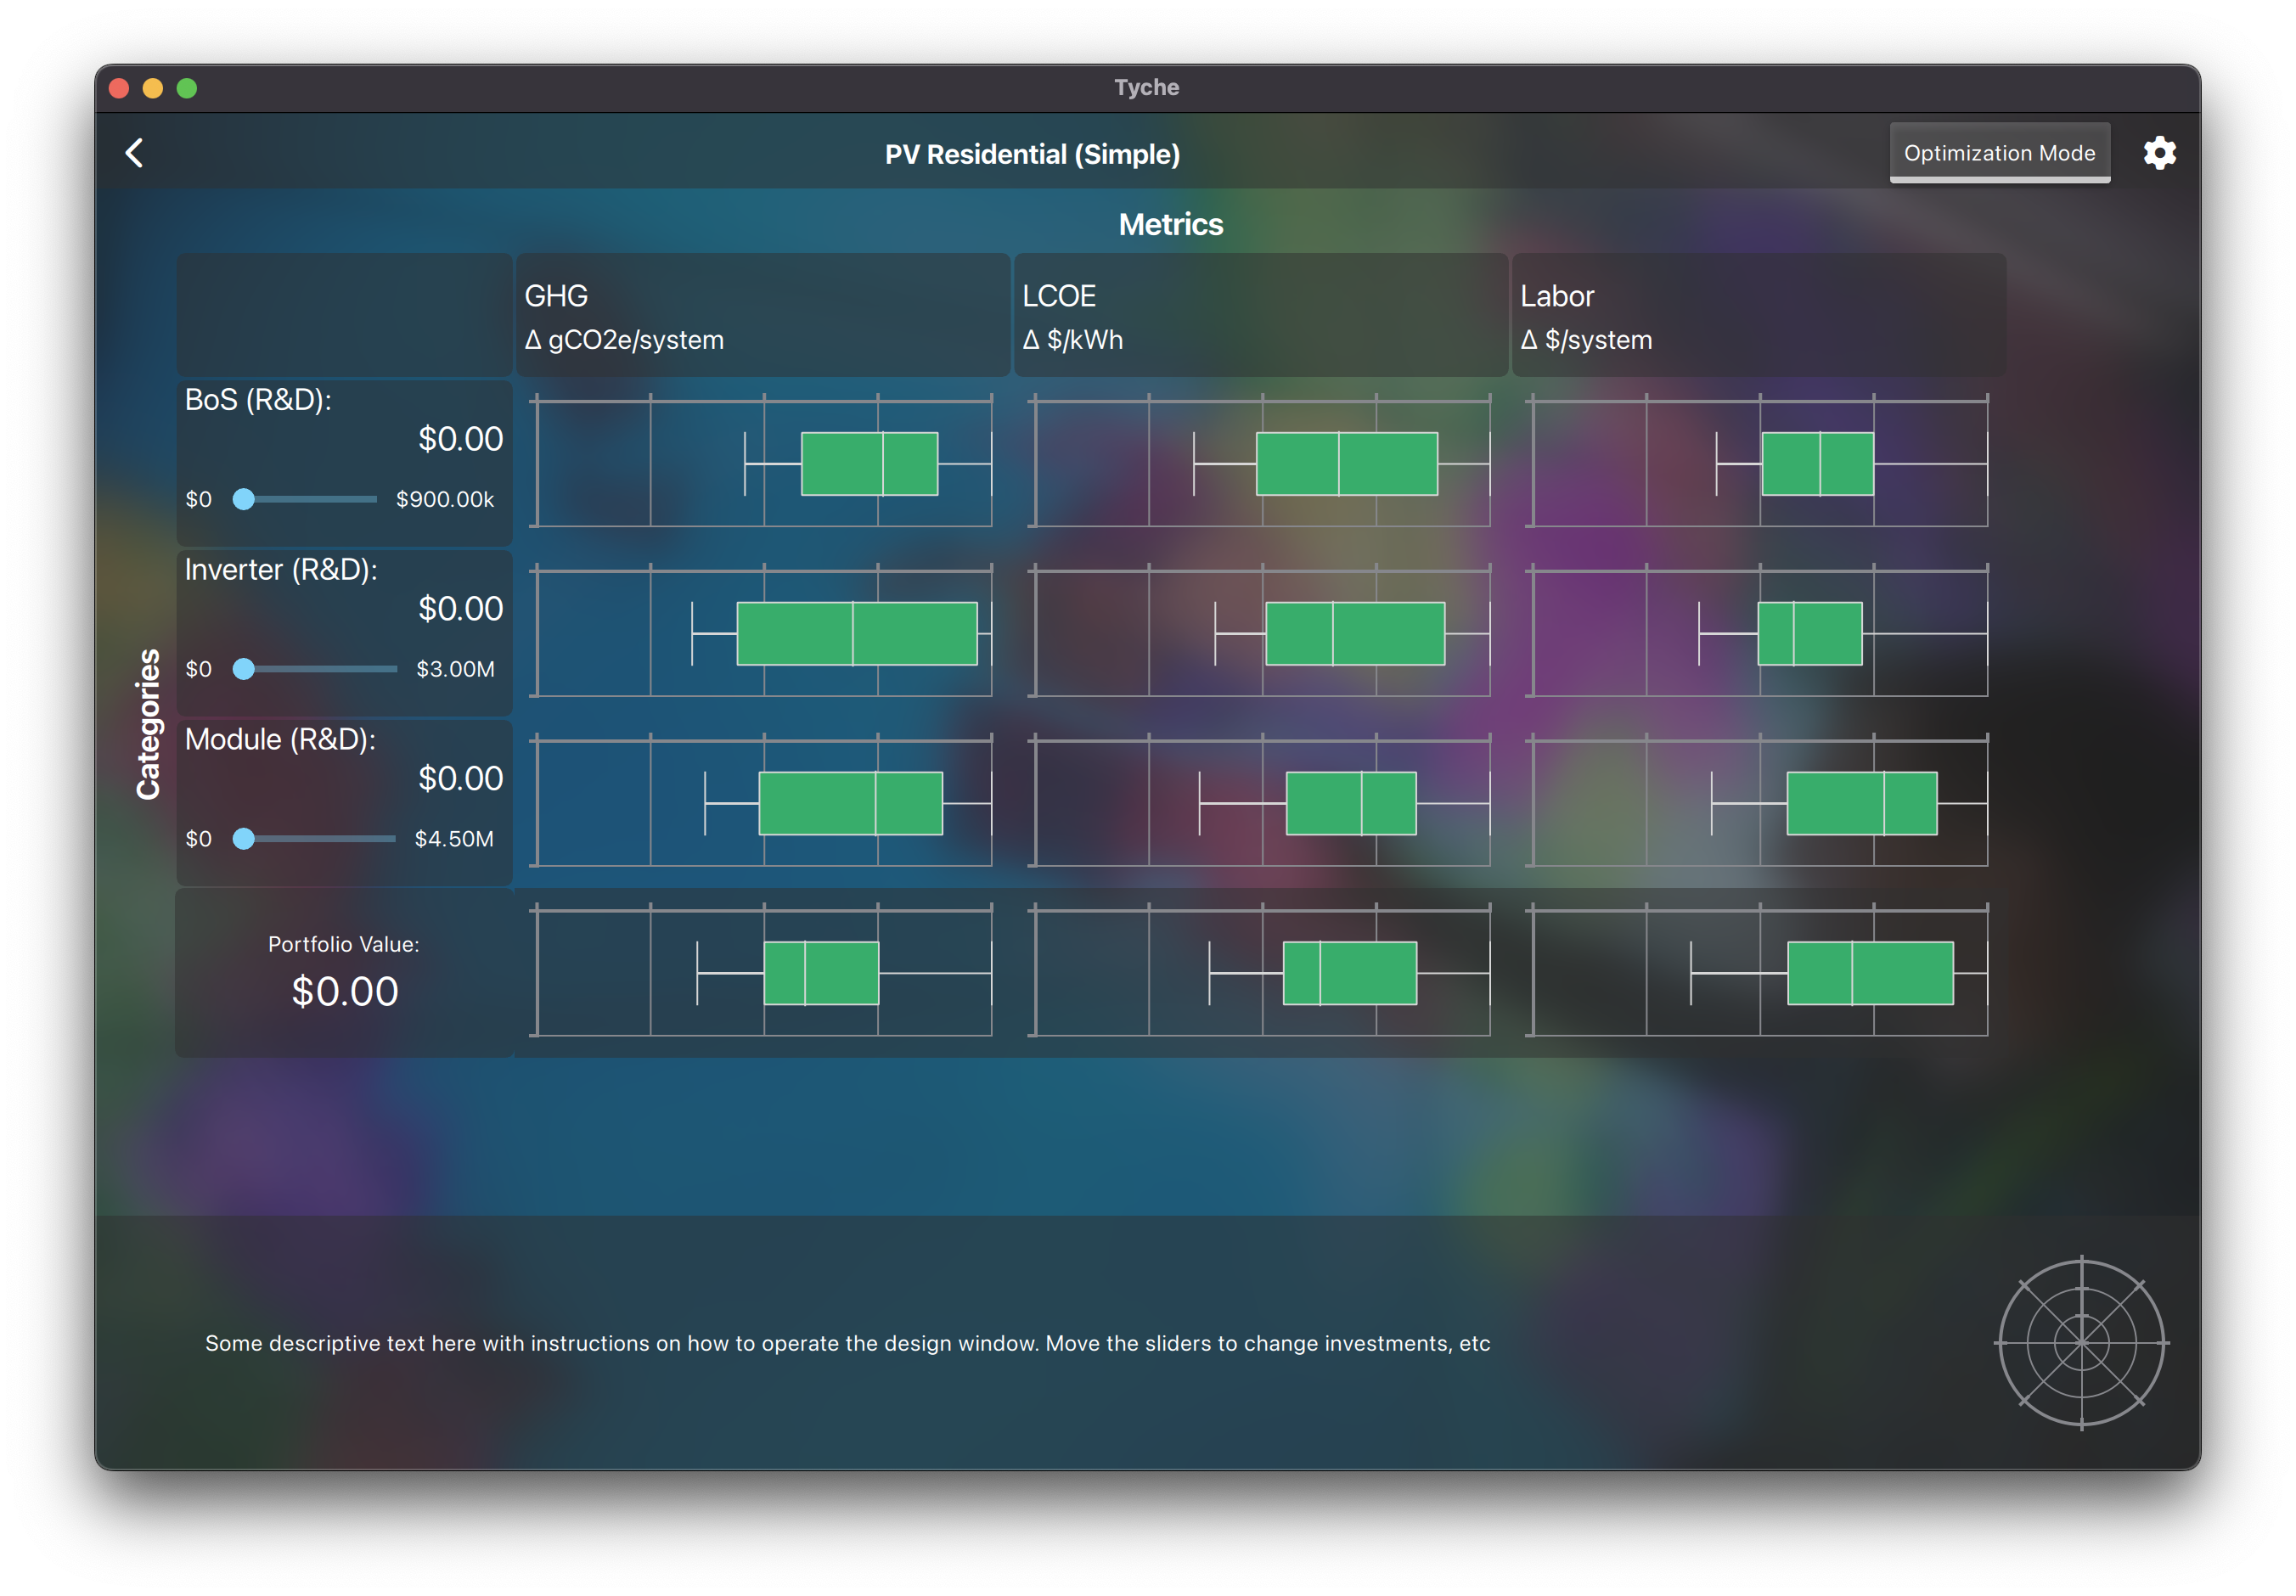 Tyche
PV Residential (Simple)
Optimization Mode
Metrics
GHG
Δ gCO2e/system
LCOE
Δ $/kWh
Labor
Δ $/system
Categories
BoS (R&D):
$0.00
$0 $900.00k
Inverter (R&D):
$0.00
$0 $3.00M
Module (R&D):
$0.00
$0 $4.50M
Portfolio Value:
$0.00
Some descriptive text here with instructions on how to operate the design window. Move the sliders to change investments, etc